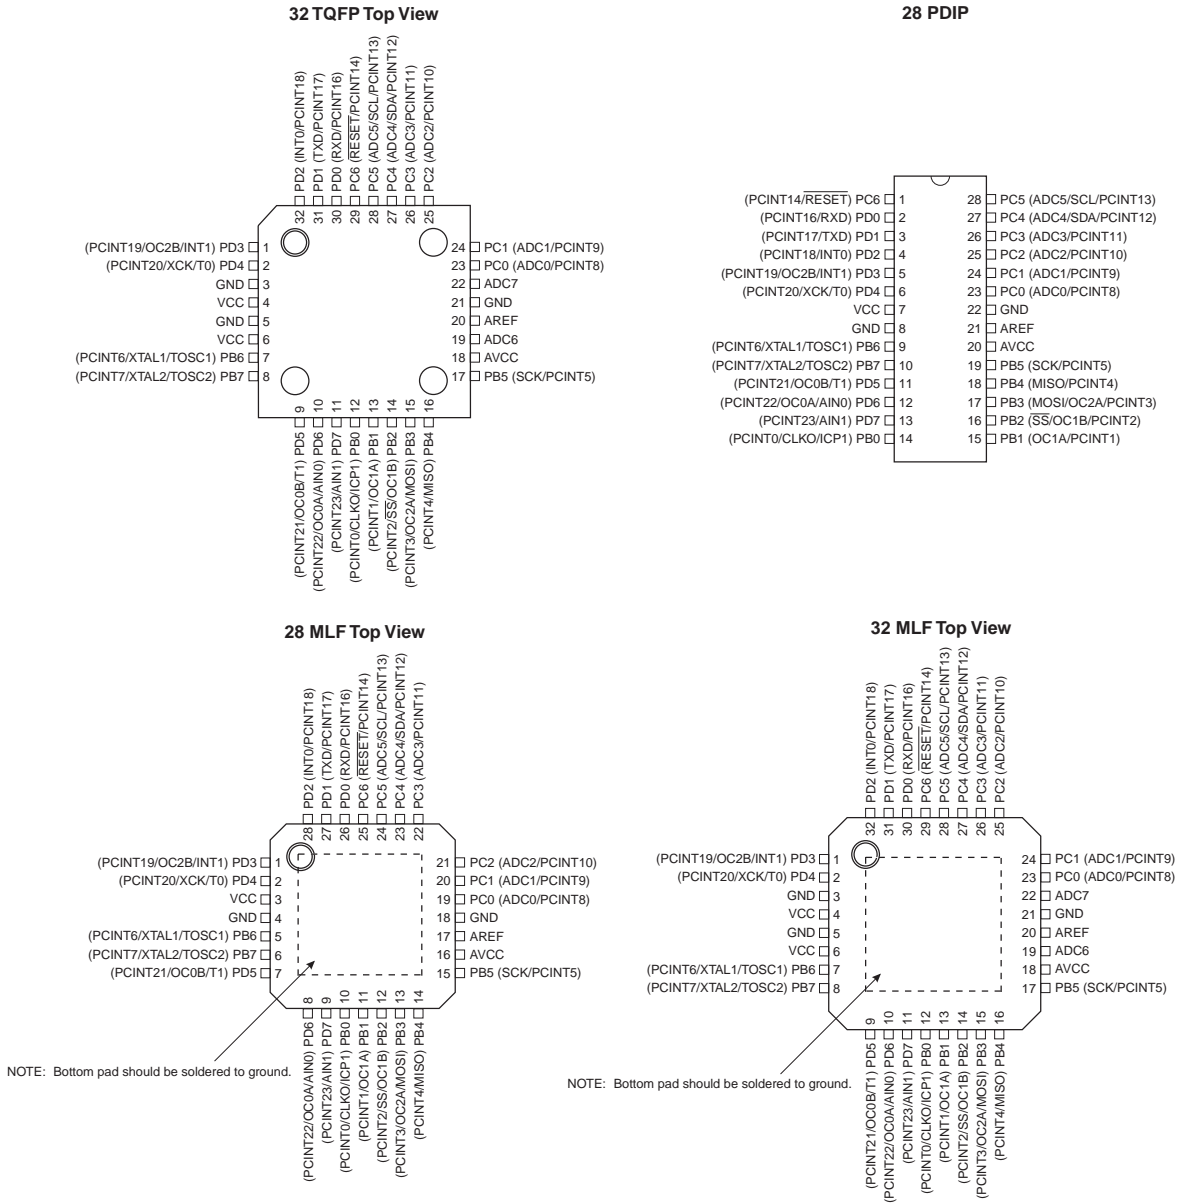 32 TQFP Top View
PD2 (INT0/PCINT18)
PD1 (TXD/PCINT17)
PD0 (RXD/PCINT16)
PC6 (RESET/PCINT14)
PC5 (ADC5/SCL/PCINT13)
PC4 (ADC4/SDA/PCINT12)
PC3 (ADC3/PCINT11)
PC2 (ADC2/PCINT10)
32 31 30 29 28 27 26 25
(PCINT19/OC2B/INT1) PD3 1
(PCINT20/XCK/T0) PD4 2
GND 3
VCC 4
GND 5
VCC 6
(PCINT6/XTAL1/TOSC1) PB6 7
(PCINT7/XTAL2/TOSC2) PB7 8
24 PC1 (ADC1/PCINT9)
23 PC0 (ADC0/PCINT8)
22 ADC7
21 GND
20 AREF
19 ADC6
18 AVCC
17 PB5 (SCK/PCINT5)
9 10 11 12 13 14 15 16
(PCINT21/OC0B/T1) PD5
(PCINT22/OC0A/AIN0) PD6
(PCINT23/AIN1) PD7
(PCINT0/CLKO/ICP1) PB0
(PCINT1/OC1A) PB1
(PCINT2/SS/OC1B) PB2
(PCINT3/OC2A/MOSI) PB3
(PCINT4/MISO) PB4
28 PDIP
(PCINT14/RESET) PC6 1
(PCINT16/RXD) PD0 2
(PCINT17/TXD) PD1 3
(PCINT18/INT0) PD2 4
(PCINT19/OC2B/INT1) PD3 5
(PCINT20/XCK/T0) PD4 6
VCC 7
GND 8
(PCINT6/XTAL1/TOSC1) PB6 9
(PCINT7/XTAL2/TOSC2) PB7 10
(PCINT21/OC0B/T1) PD5 11
(PCINT22/OC0A/AIN0) PD6 12
(PCINT23/AIN1) PD7 13
(PCINT0/CLKO/ICP1) PB0 14
28 PC5 (ADC5/SCL/PCINT13)
27 PC4 (ADC4/SDA/PCINT12)
26 PC3 (ADC3/PCINT11)
25 PC2 (ADC2/PCINT10)
24 PC1 (ADC1/PCINT9)
23 PC0 (ADC0/PCINT8)
22 GND
21 AREF
20 AVCC
19 PB5 (SCK/PCINT5)
18 PB4 (MISO/PCINT4)
17 PB3 (MOSI/OC2A/PCINT3)
16 PB2 (SS/OC1B/PCINT2)
15 PB1 (OC1A/PCINT1)
28 MLF Top View
PD2 (INT0/PCINT18)
PD1 (TXD/PCINT17)
PD0 (RXD/PCINT16)
PC6 (RESET/PCINT14)
PC5 (ADC5/SCL/PCINT13)
PC4 (ADC4/SDA/PCINT12)
PC3 (ADC3/PCINT11)
28 27 26 25 24 23 22
(PCINT19/OC2B/INT1) PD3 1
(PCINT20/XCK/T0) PD4 2
VCC 3
GND 4
(PCINT6/XTAL1/TOSC1) PB6 5
(PCINT7/XTAL2/TOSC2) PB7 6
(PCINT21/OC0B/T1) PD5 7
21 PC2 (ADC2/PCINT10)
20 PC1 (ADC1/PCINT9)
19 PC0 (ADC0/PCINT8)
18 GND
17 AREF
16 AVCC
15 PB5 (SCK/PCINT5)
8 9 10 11 12 13 14
(PCINT22/OC0A/AIN0) PD6
(PCINT23/AIN1) PD7
(PCINT0/CLKO/ICP1) PB0
(PCINT1/OC1A) PB1
(PCINT2/SS/OC1B) PB2
(PCINT3/OC2A/MOSI) PB3
(PCINT4/MISO) PB4
NOTE: Bottom pad should be soldered to ground.
32 MLF Top View
PD2 (INT0/PCINT18)
PD1 (TXD/PCINT17)
PD0 (RXD/PCINT16)
PC6 (RESET/PCINT14)
PC5 (ADC5/SCL/PCINT13)
PC4 (ADC4/SDA/PCINT12)
PC3 (ADC3/PCINT11)
PC2 (ADC2/PCINT10)
32 31 30 29 28 27 26 25
(PCINT19/OC2B/INT1) PD3 1
(PCINT20/XCK/T0) PD4 2
GND 3
VCC 4
GND 5
VCC 6
(PCINT6/XTAL1/TOSC1) PB6 7
(PCINT7/XTAL2/TOSC2) PB7 8
24 PC1 (ADC1/PCINT9)
23 PC0 (ADC0/PCINT8)
22 ADC7
21 GND
20 AREF
19 ADC6
18 AVCC
17 PB5 (SCK/PCINT5)
9 10 11 12 13 14 15 16
(PCINT21/OC0B/T1) PD5
(PCINT22/OC0A/AIN0) PD6
(PCINT23/AIN1) PD7
(PCINT0/CLKO/ICP1) PB0
(PCINT1/OC1A) PB1
(PCINT2/SS/OC1B) PB2
(PCINT3/OC2A/MOSI) PB3
(PCINT4/MISO) PB4
NOTE: Bottom pad should be soldered to ground.